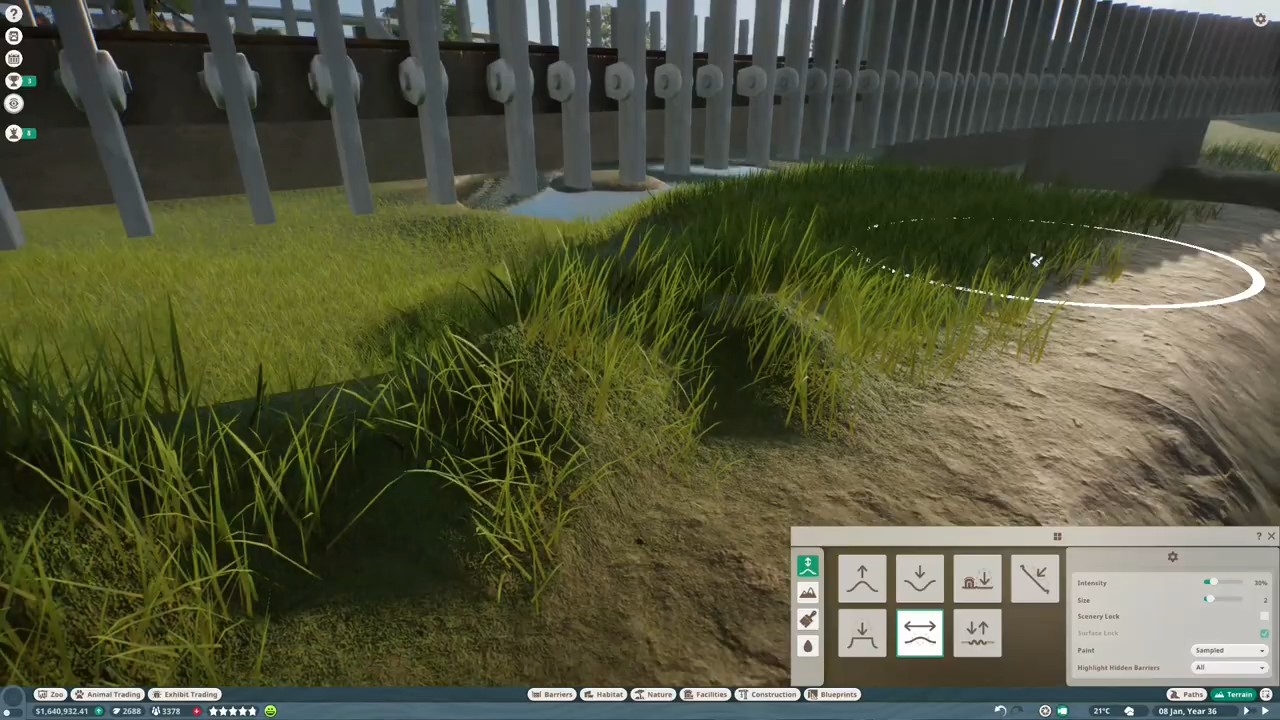 ?
3
8
? ×
Intensity 30%
Size 2
Scenery Lock
Surface Lock
Paint Sampled
Highlight Hidden Barriers All
Zoo Animal Trading Exhibit Trading Barriers Habitat Nature Facilities Construction Blueprints Paths Terrain
$1,640,932.41 2688 3378 21°C 08 Jan, Year 36